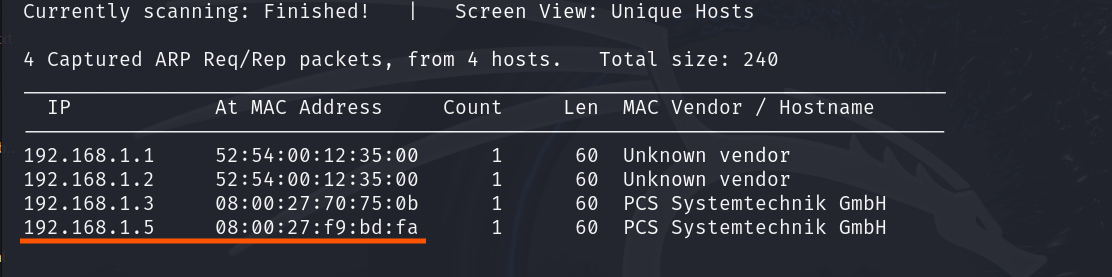 Currently scanning: Finished!   |   Screen View: Unique Hosts
4 Captured ARP Req/Rep packets, from 4 hosts.   Total size: 240
IP            At MAC Address     Count     Len  MAC Vendor / Hostname
192.168.1.1     52:54:00:12:35:00      1      60  Unknown vendor
192.168.1.2     52:54:00:12:35:00      1      60  Unknown vendor
192.168.1.3     08:00:27:70:75:0b      1      60  PCS Systemtechnik GmbH
192.168.1.5     08:00:27:f9:bd:fa      1      60  PCS Systemtechnik GmbH